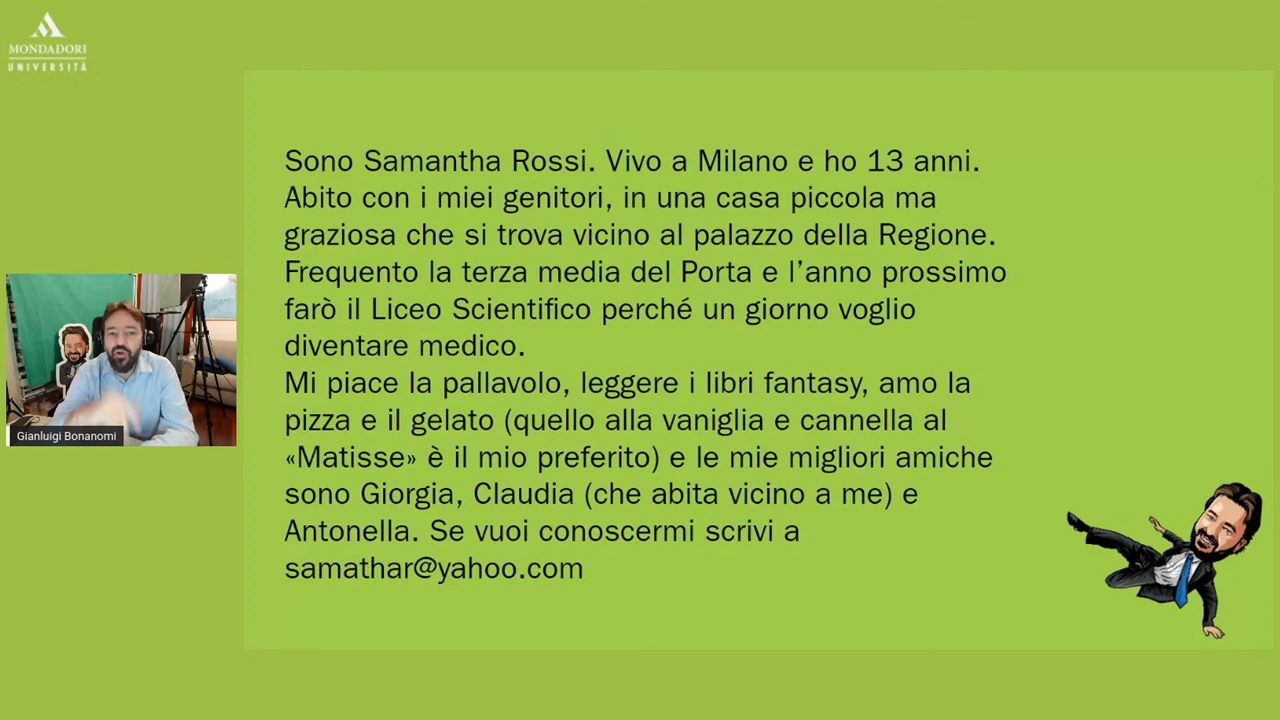 MONDADORI
UNIVERSITÀ
Sono Samantha Rossi. Vivo a Milano e ho 13 anni.
Abito con i miei genitori, in una casa piccola ma
graziosa che si trova vicino al palazzo della Regione.
Frequento la terza media del Porta e l’anno prossimo
farò il Liceo Scientifico perché un giorno voglio
diventare medico.
Mi piace la pallavolo, leggere i libri fantasy, amo la
pizza e il gelato (quello alla vaniglia e cannella al
«Matisse» è il mio preferito) e le mie migliori amiche
sono Giorgia, Claudia (che abita vicino a me) e
Antonella. Se vuoi conoscermi scrivi a
samathar@yahoo.com
Gianluigi Bonanomi